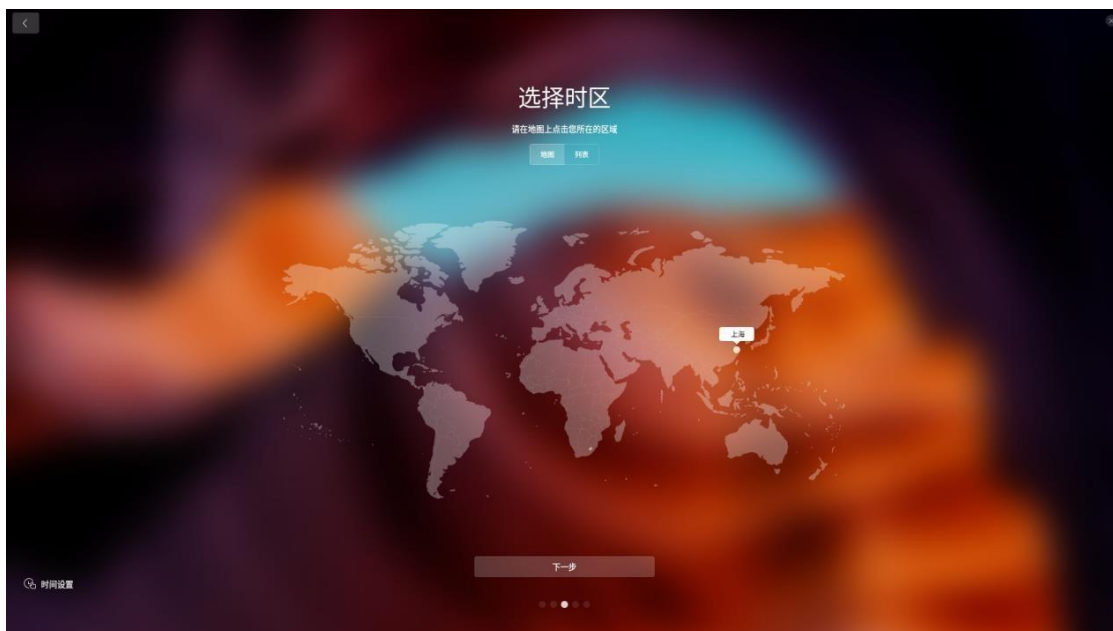 选择时区
请在地图上点击您所在的区域
地图 列表
上海
下一步
时间设置